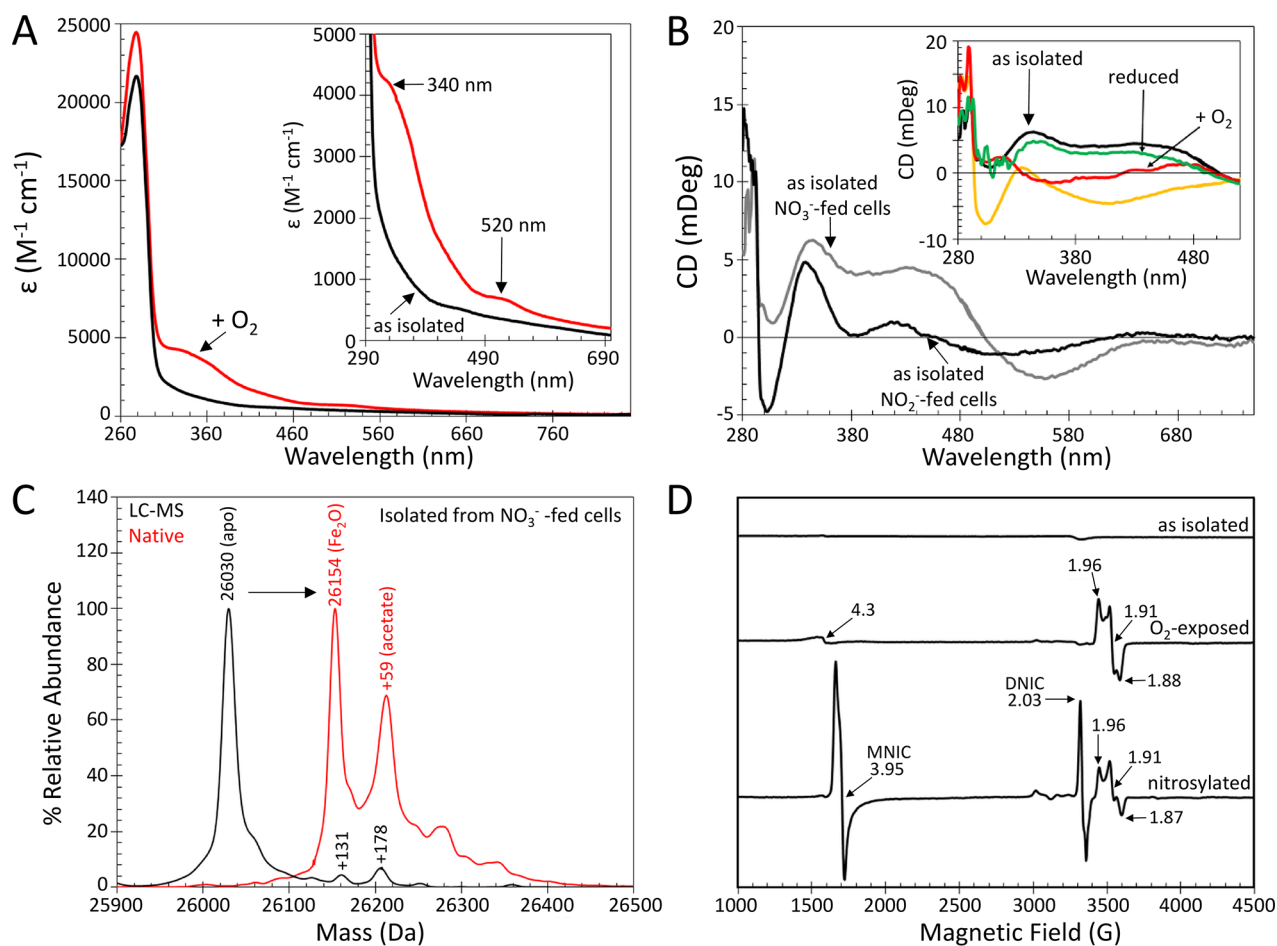 A
25000
20000
15000
10000
5000
0
ε (M-1 cm-1)
260
360
460
560
660
760
Wavelength (nm)
+ O2
5000
4000
3000
2000
1000
0
ε (M-1 cm-1)
340 nm
520 nm
as isolated
290
490
690
Wavelength (nm)
B
20
15
10
5
0
-5
CD (mDeg)
280
380
480
580
680
Wavelength (nm)
as isolated
NO3--fed cells
as isolated
NO2--fed cells
20
10
0
-10
CD (mDeg)
as isolated
reduced
+ O2
280
380
480
Wavelength (nm)
C
140
120
100
80
60
40
20
0
% Relative Abundance
LC-MS
Native
Isolated from NO3- -fed cells
26030 (apo)
26154 (Fe2O)
+59 (acetate)
+131
+178
25900
26000
26100
26200
26300
26400
26500
Mass (Da)
D
as isolated
4.3
1.96
1.91
O2-exposed
1.88
DNIC
2.03
MNIC
3.95
1.96
1.91
nitrosylated
1.87
1000
1500
2000
2500
3000
3500
4000
4500
Magnetic Field (G)